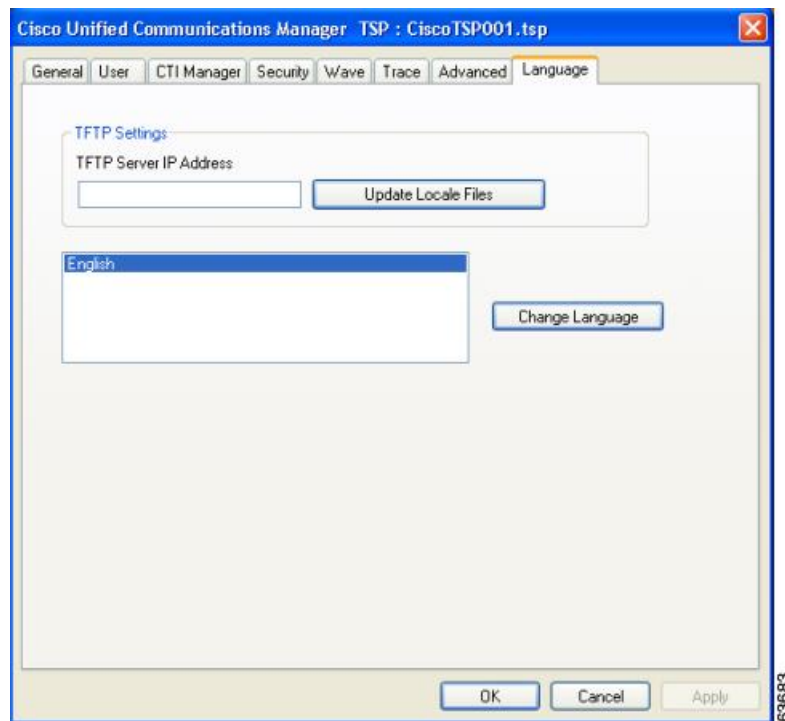 Cisco Unified Communications Manager TSP : CiscoTSP001.tsp
General User CTI Manager Security Wave Trace Advanced Language
TFTP Settings
TFTP Server IP Address
Update Locale Files
English
Change Language
OK Cancel Apply